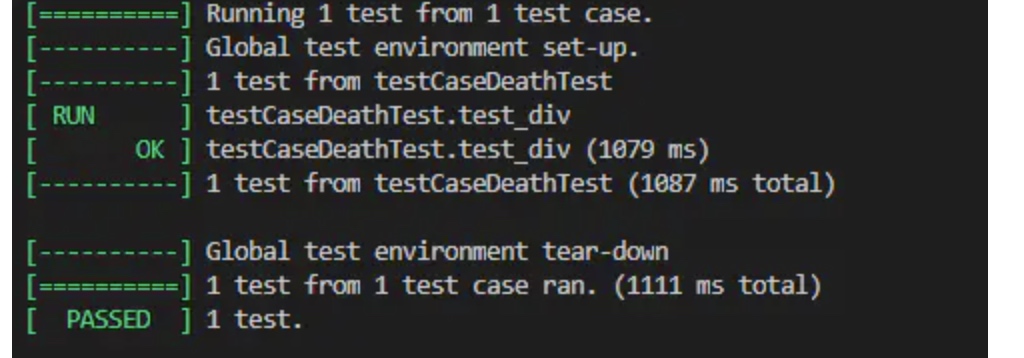 [==========] Running 1 test from 1 test case.
[----------] Global test environment set-up.
[----------] 1 test from testCaseDeathTest
[ RUN      ] testCaseDeathTest.test_div
[       OK ] testCaseDeathTest.test_div (1079 ms)
[----------] 1 test from testCaseDeathTest (1087 ms total)

[----------] Global test environment tear-down
[==========] 1 test from 1 test case ran. (1111 ms total)
[  PASSED  ] 1 test.